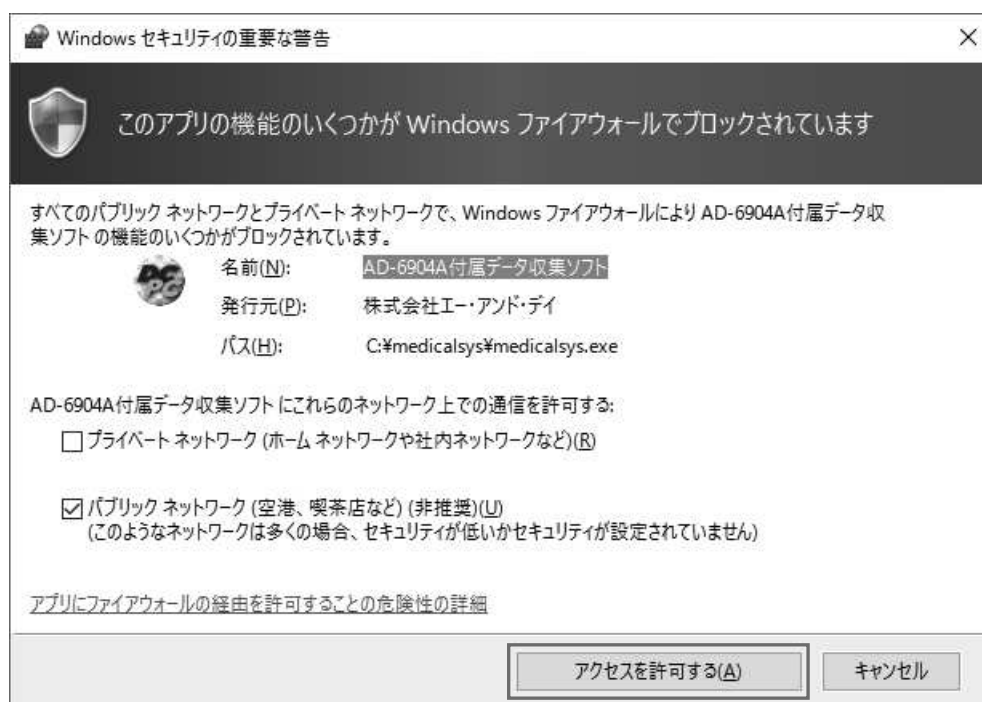 Windows セキュリティの重要な警告
このアプリの機能のいくつかが Windows ファイアウォールでブロックされています
すべてのパブリック ネットワークとプライベート ネットワークで、Windows ファイアウォールにより AD-6904A付属データ収
集ソフト の機能のいくつかがブロックされています。
名前(N): AD-6904A付属データ収集ソフト
発行元(P): 株式会社エー・アンド・デイ
パス(H): C:¥medicalsys¥medicalsys.exe
AD-6904A付属データ収集ソフト にこれらのネットワーク上での通信を許可する:
プライベート ネットワーク (ホーム ネットワークや社内ネットワークなど)(R)
パブリック ネットワーク (空港、喫茶店など) (非推奨)(U)
(このようなネットワークは多くの場合、セキュリティが低いかセキュリティが設定されていません)
アプリにファイアウォールの経由を許可することの危険性の詳細
アクセスを許可する(A) キャンセル